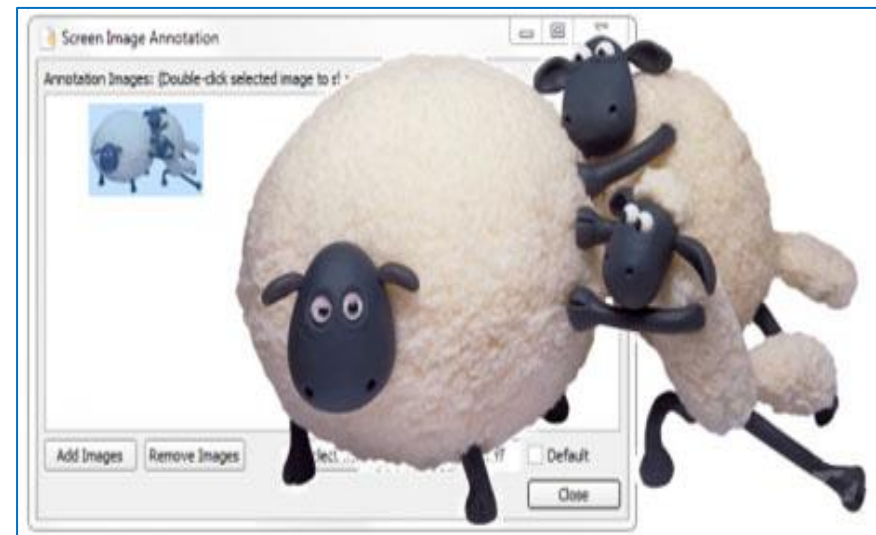 Screen Image Annotation
Annotation Images: (Double-click selected image to
Add Images
Remove Images
Default
Close